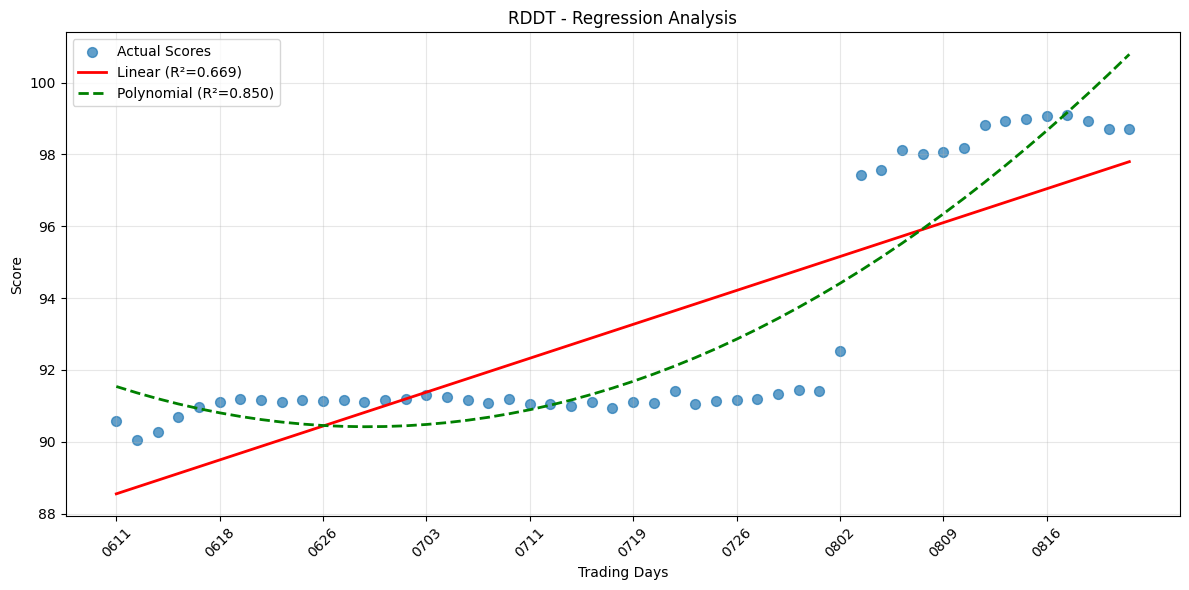 RDDT - Regression Analysis
Actual Scores
Linear (R²=0.669)
Polynomial (R²=0.850)
Score
100
98
96
94
92
90
88
0611 0618 0626 0703 0711 0719 0726 0802 0809 0816
Trading Days